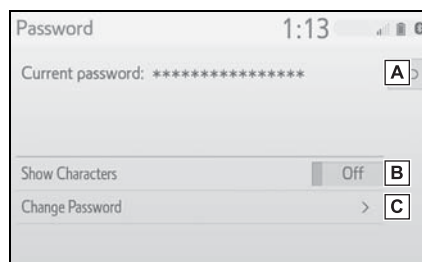 Password 1:13
Current password: **************** A
Show Characters Off B
Change Password > C